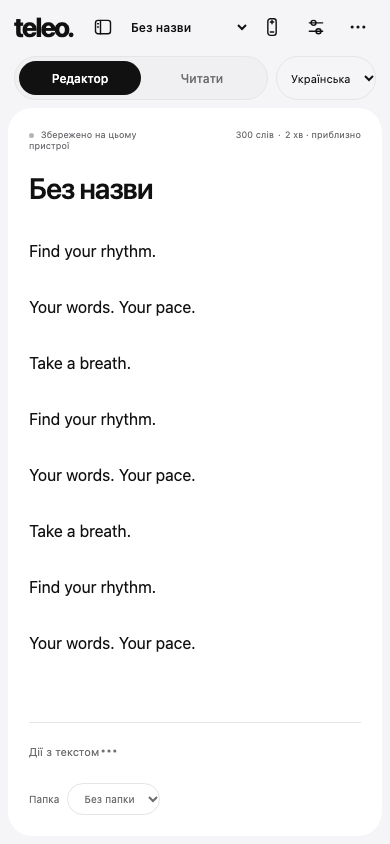 teleo. Без назви
Редактор Читати Українська
Збережено на цьому
пристрої
300 слів · 2 хв · приблизно
Без назви
Find your rhythm.
Your words. Your pace.
Take a breath.
Find your rhythm.
Your words. Your pace.
Take a breath.
Find your rhythm.
Your words. Your pace.
Дії з текстом•••
Папка Без папки